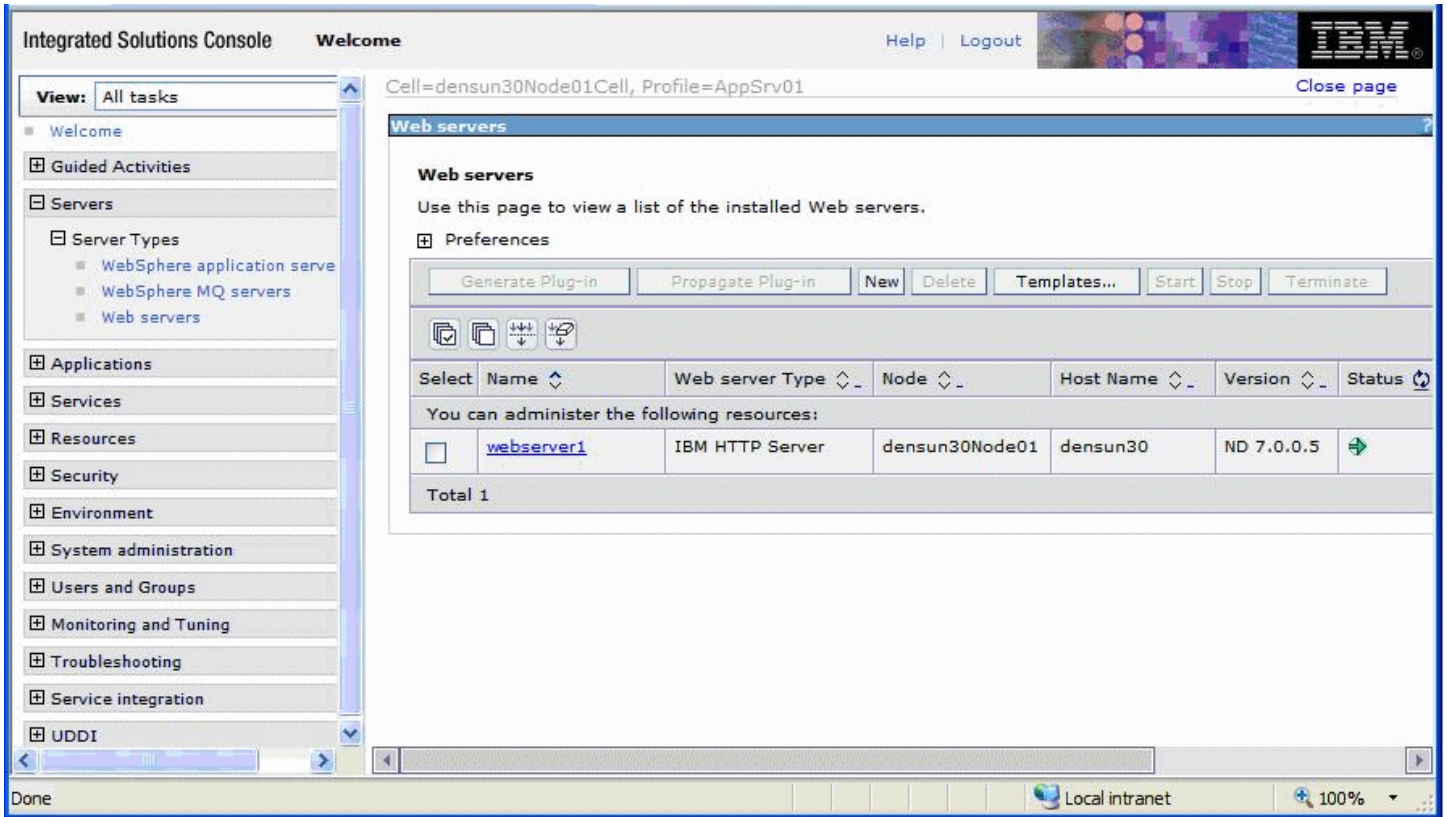 Integrated Solutions Console Welcome Help | Logout IBM®
View: All tasks
Welcome
Guided Activities
Servers
Server Types
WebSphere application serve
WebSphere MQ servers
Web servers
Applications
Services
Resources
Security
Environment
System administration
Users and Groups
Monitoring and Tuning
Troubleshooting
Service integration
UDDI
Cell=densun30Node01Cell, Profile=AppSrv01 Close page
Web servers ?
Web servers
Use this page to view a list of the installed Web servers.
Preferences
Generate Plug-in Propagate Plug-in New Delete Templates... Start Stop Terminate
Select Name Web server Type Node Host Name Version Status
You can administer the following resources:
webserver1 IBM HTTP Server densun30Node01 densun30 ND 7.0.0.5
Total 1
Done Local intranet 100%